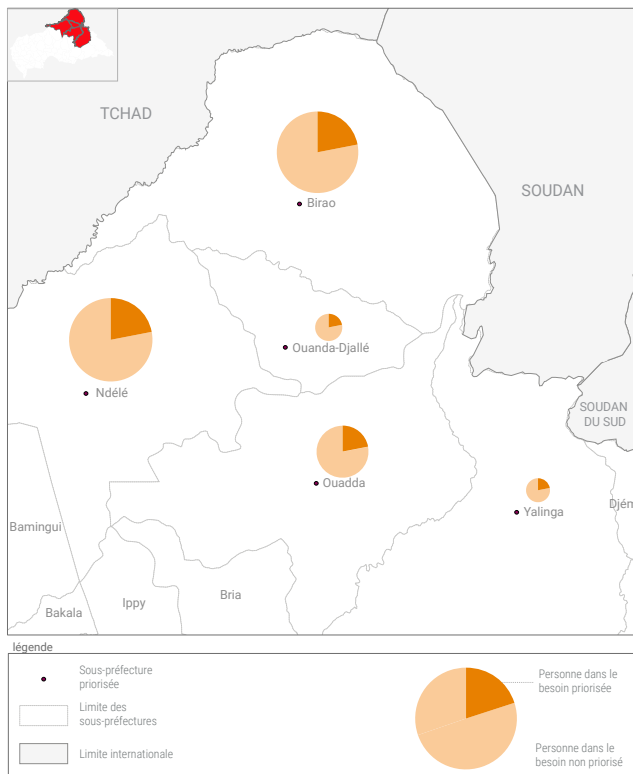 TCHAD
SOUDAN
Birao
Ouanda-Djallé
Ndélé
SOUDAN
DU SUD
Ouadda
Yalinga
Djém
Bamingui
Ippy
Bria
Bakala
légende
Sous-préfecture
priorisée
Limite des
sous-préfectures
Limite internationale
Personne dans le
besoin priorisée
Personne dans le
besoin non priorisé